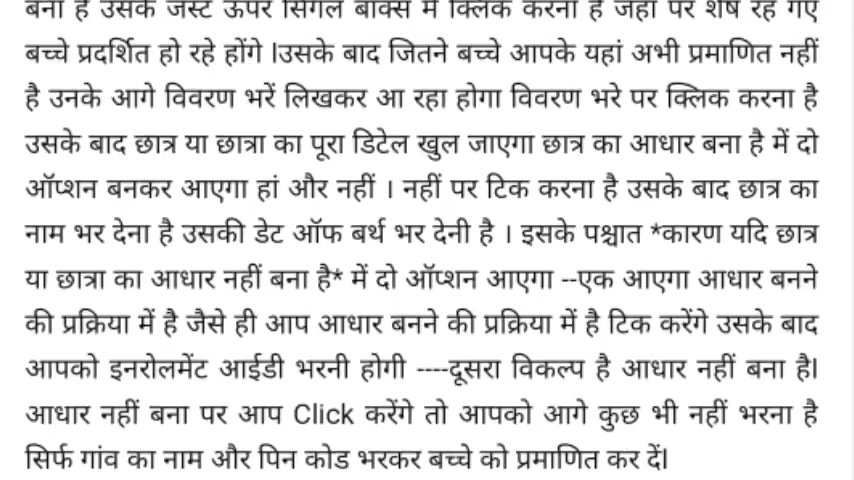 बना है उसके जस्ट ऊपर सिंगल बॉक्स में क्लिक करना है जहां पर शेष रह गए
बच्चे प्रदर्शित हो रहे होंगे |उसके बाद जितने बच्चे आपके यहां अभी प्रमाणित नहीं
है उनके आगे विवरण भरें लिखकर आ रहा होगा विवरण भरे पर क्लिक करना है
उसके बाद छात्र या छात्रा का पूरा डिटेल खुल जाएगा छात्र का आधार बना है में दो
ऑप्शन बनकर आएगा हां और नहीं । नहीं पर टिक करना है उसके बाद छात्र का
नाम भर देना है उसकी डेट ऑफ बर्थ भर देनी है । इसके पश्चात *कारण यदि छात्र
या छात्रा का आधार नहीं बना है* में दो ऑप्शन आएगा --एक आएगा आधार बनने
की प्रक्रिया में है जैसे ही आप आधार बनने की प्रक्रिया में है टिक करेंगे उसके बाद
आपको इनरोलमेंट आईडी भरनी होगी ----दूसरा विकल्प है आधार नहीं बना है।
आधार नहीं बना पर आप Click करेंगे तो आपको आगे कुछ भी नहीं भरना है
सिर्फ गांव का नाम और पिन कोड भरकर बच्चे को प्रमाणित कर दें।